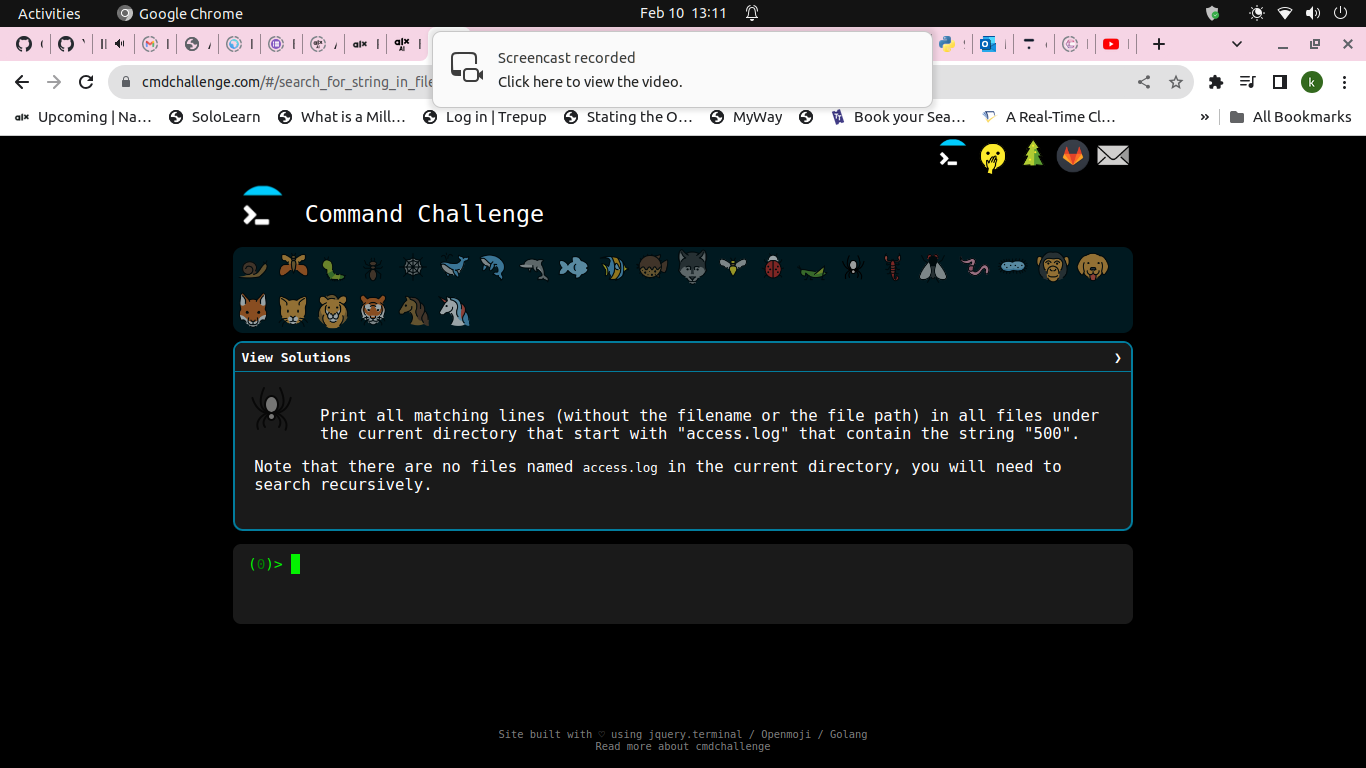 Activities Google Chrome Feb 10 13:11
Screencast recorded
Click here to view the video.
cmdchallenge.com/#/search_for_string_in_file
k
Upcoming | Na… SoloLearn What is a Mill… Log in | Trepup Stating the O… MyWay Book your Sea… A Real-Time Cl… » All Bookmarks
Command Challenge
View Solutions
Print all matching lines (without the filename or the file path) in all files under
the current directory that start with "access.log" that contain the string "500".
Note that there are no files named access.log in the current directory, you will need to
search recursively.
(0)>
Site built with ♡ using jquery.terminal / Openmoji / Golang
Read more about cmdchallenge